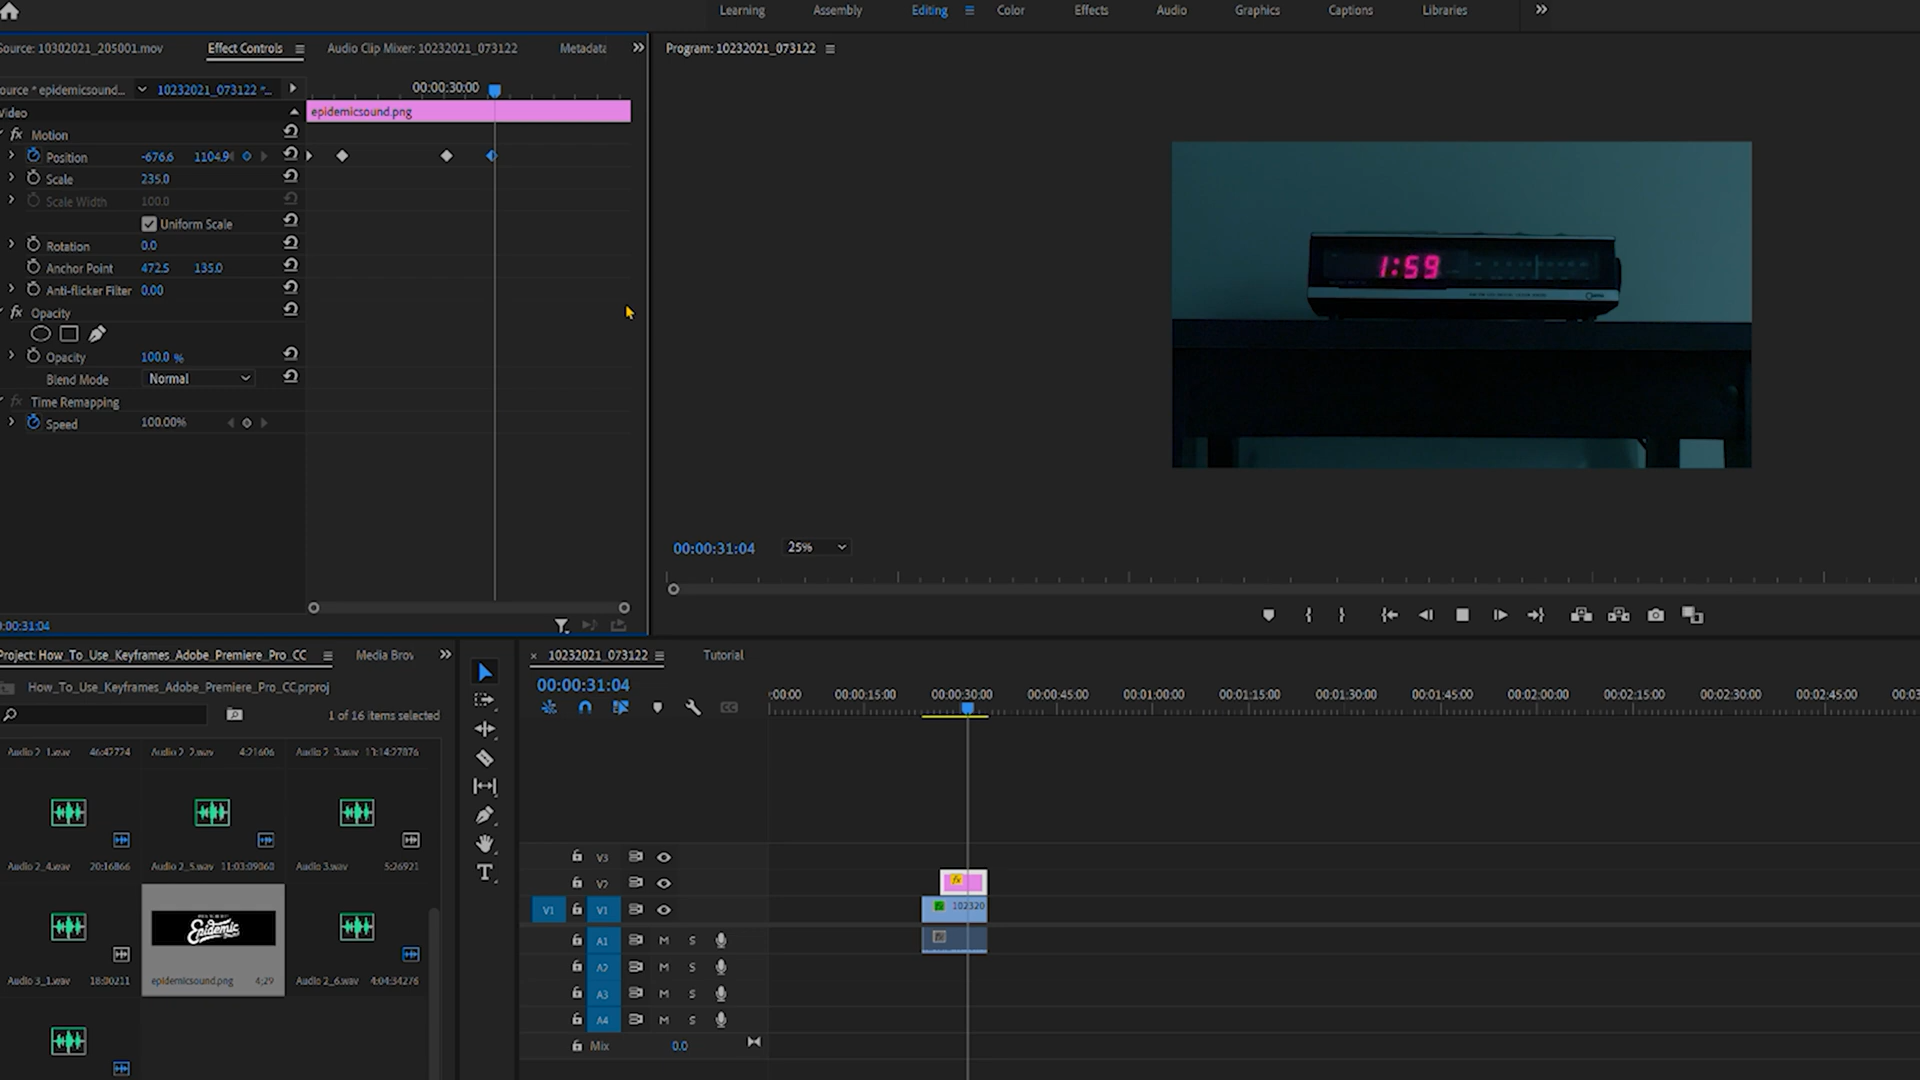 Learning Assembly Editing Color Effects Audio Graphics Captions Libraries
ource: 10302021_205001.mov Effect Controls Audio Clip Mixer: 10232021_073122 Metadata
Program: 10232021_073122
ource * epidemicsound... 10232021_073122 *...
00:00:30:00
Video
epidemicsound.png
fx Motion
Position -676.6 1104.9
Scale 235.0
Scale Width 100.0
Uniform Scale
Rotation 0.0
Anchor Point 472.5 135.0
Anti-flicker Filter 0.00
fx Opacity
Opacity 100.0 %
Blend Mode Normal
fx Time Remapping
Speed 100.00%
1:59
00:00:31:04 25%
:00:31:04
Project: How_To_Use_Keyframes_Adobe_Premiere_Pro_CC Media Brov
How_To_Use_Keyframes_Adobe_Premiere_Pro_CC.prproj
1 of 16 items selected
Audio 2_1.wav 46:42724 Audio 2_2.wav 4:21606 Audio 2_3.wav 13:14:27876
Audio 2_4.wav 20:16866 Audio 2_5.wav 11:03:09060 Audio 3.wav 5:26921
Epidemic
Audio 3_1.wav 18:00211 epidemicsound.png 4;29 Audio 2_6.wav 4:04:34276
× 10232021_073122 Tutorial
00:00:31:04
:00:00 00:00:15:00 00:00:30:00 00:00:45:00 00:01:00:00 00:01:15:00 00:01:30:00 00:01:45:00 00:02:00:00 00:02:15:00 00:02:30:00 00:02:45:00 00:03
V3
V2 fx
V1 V1 102320
A1 M S
A2 M S
A3 M S
A4 M S
Mix 0.0